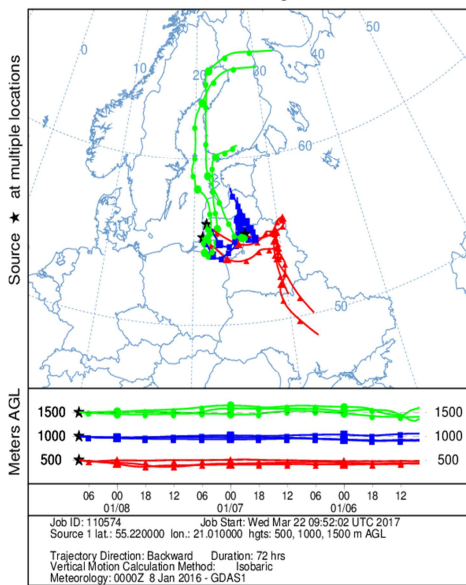 Source ★ at multiple locations
0
10
20
30
40
50
60
50
Meters AGL
1500
1000
500
1500
1000
500
06 00 18 12 06 00 18 12 06 00 18 12
01/08 01/07 01/06
Job ID: 110574 Job Start: Wed Mar 22 09:52:02 UTC 2017
Source 1 lat.: 55.220000 lon.: 21.010000 hgts: 500, 1000, 1500 m AGL
Trajectory Direction: Backward Duration: 72 hrs
Vertical Motion Calculation Method: Isobaric
Meteorology: 0000Z 8 Jan 2016 - GDAS1